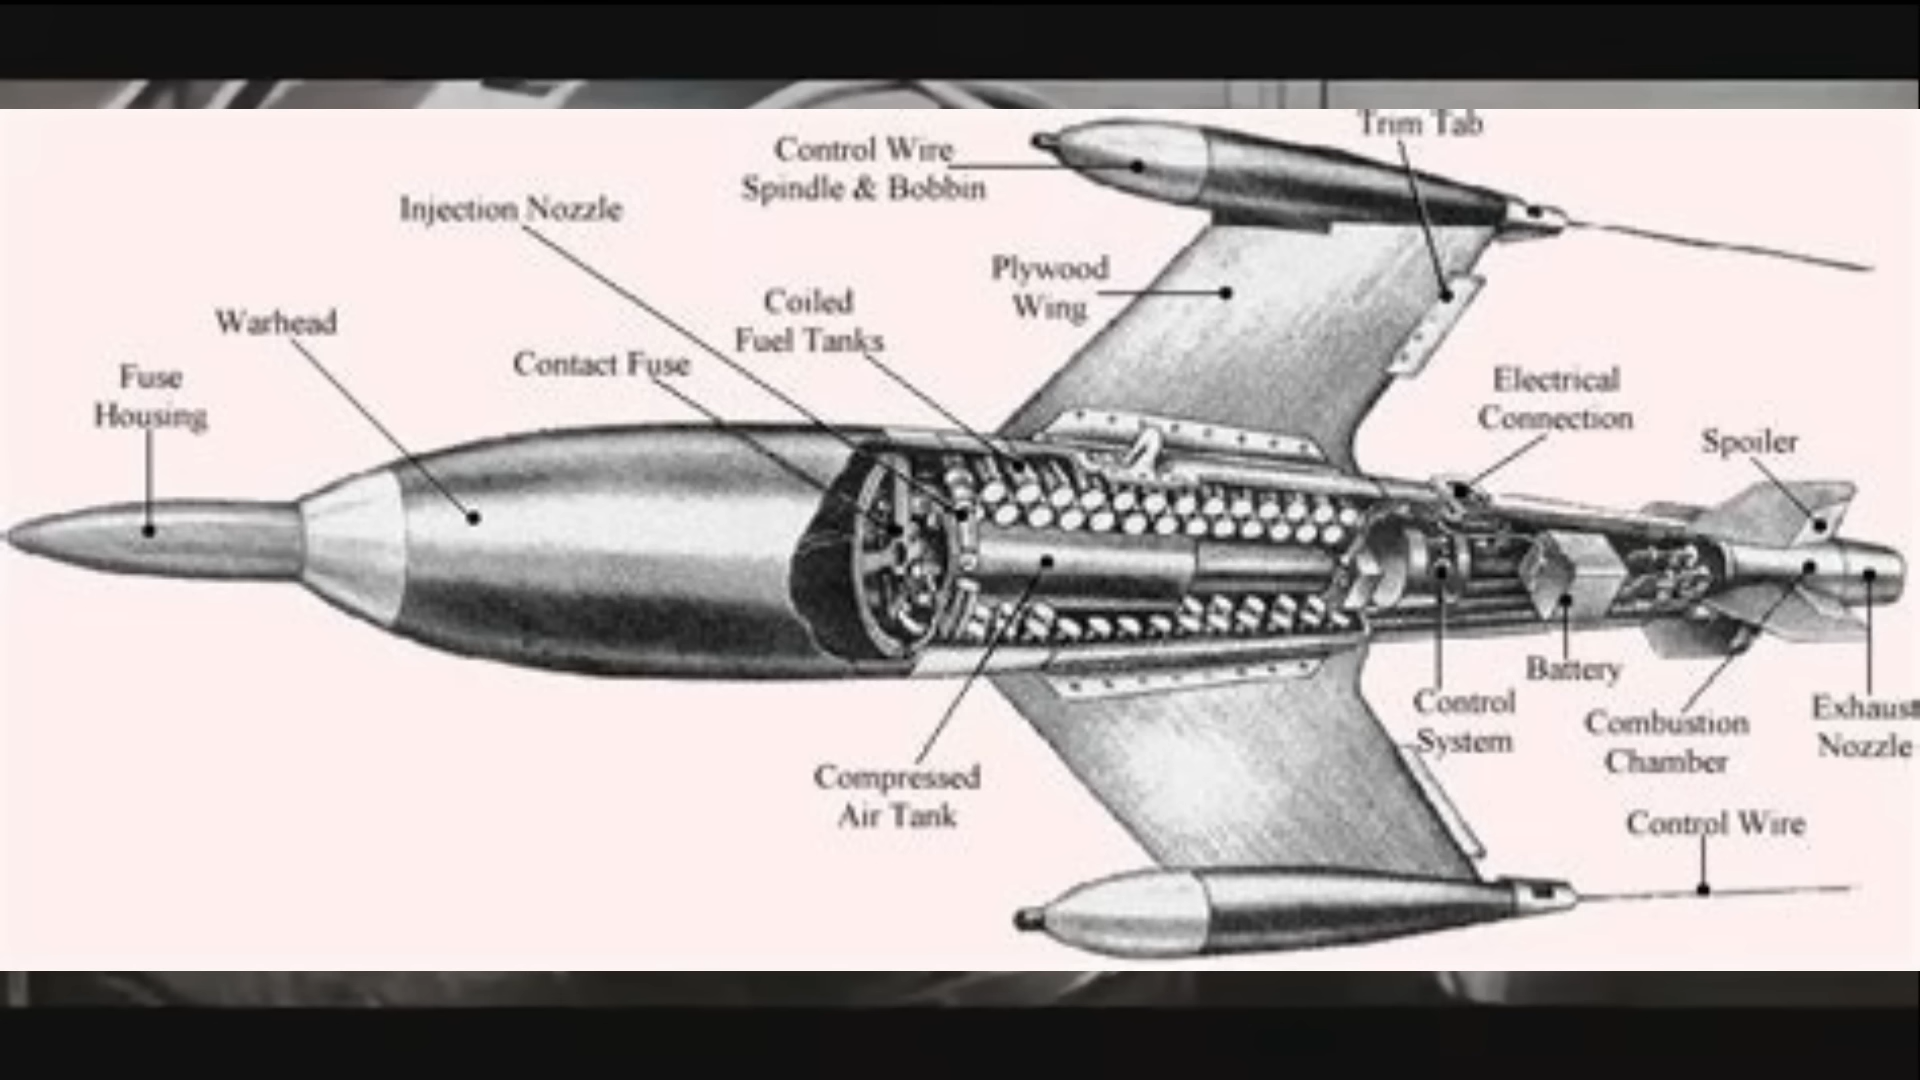 Trim Tab
Control Wire
Spindle & Bobbin
Injection Nozzle
Plywood
Wing
Coiled
Fuel Tanks
Warhead
Contact Fuse
Fuse
Housing
Electrical
Connection
Spoiler
Battery
Control
System
Combustion
Chamber
Exhaust
Nozzle
Compressed
Air Tank
Control Wire